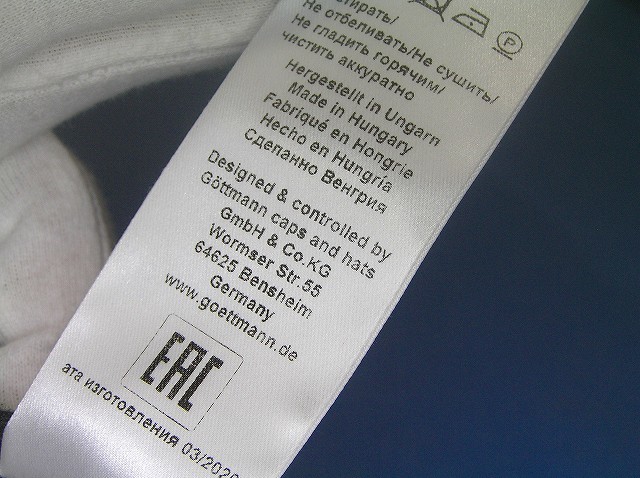 стирать/
Не отбеливать/Не сушить/
Не гладить горячим/
чистить аккуратно
P
Hergestellt in Ungarn
Made in Hungary
Fabriqué en Hongrie
Hecho en Hungría
Сделанно Венгрия
Designed & controlled by
Göttmann caps and hats
GmbH & Co.KG
Wormser Str.55
64625 Bensheim
Germany
www.goettmann.de
EAC
ата изготовления 03/2020